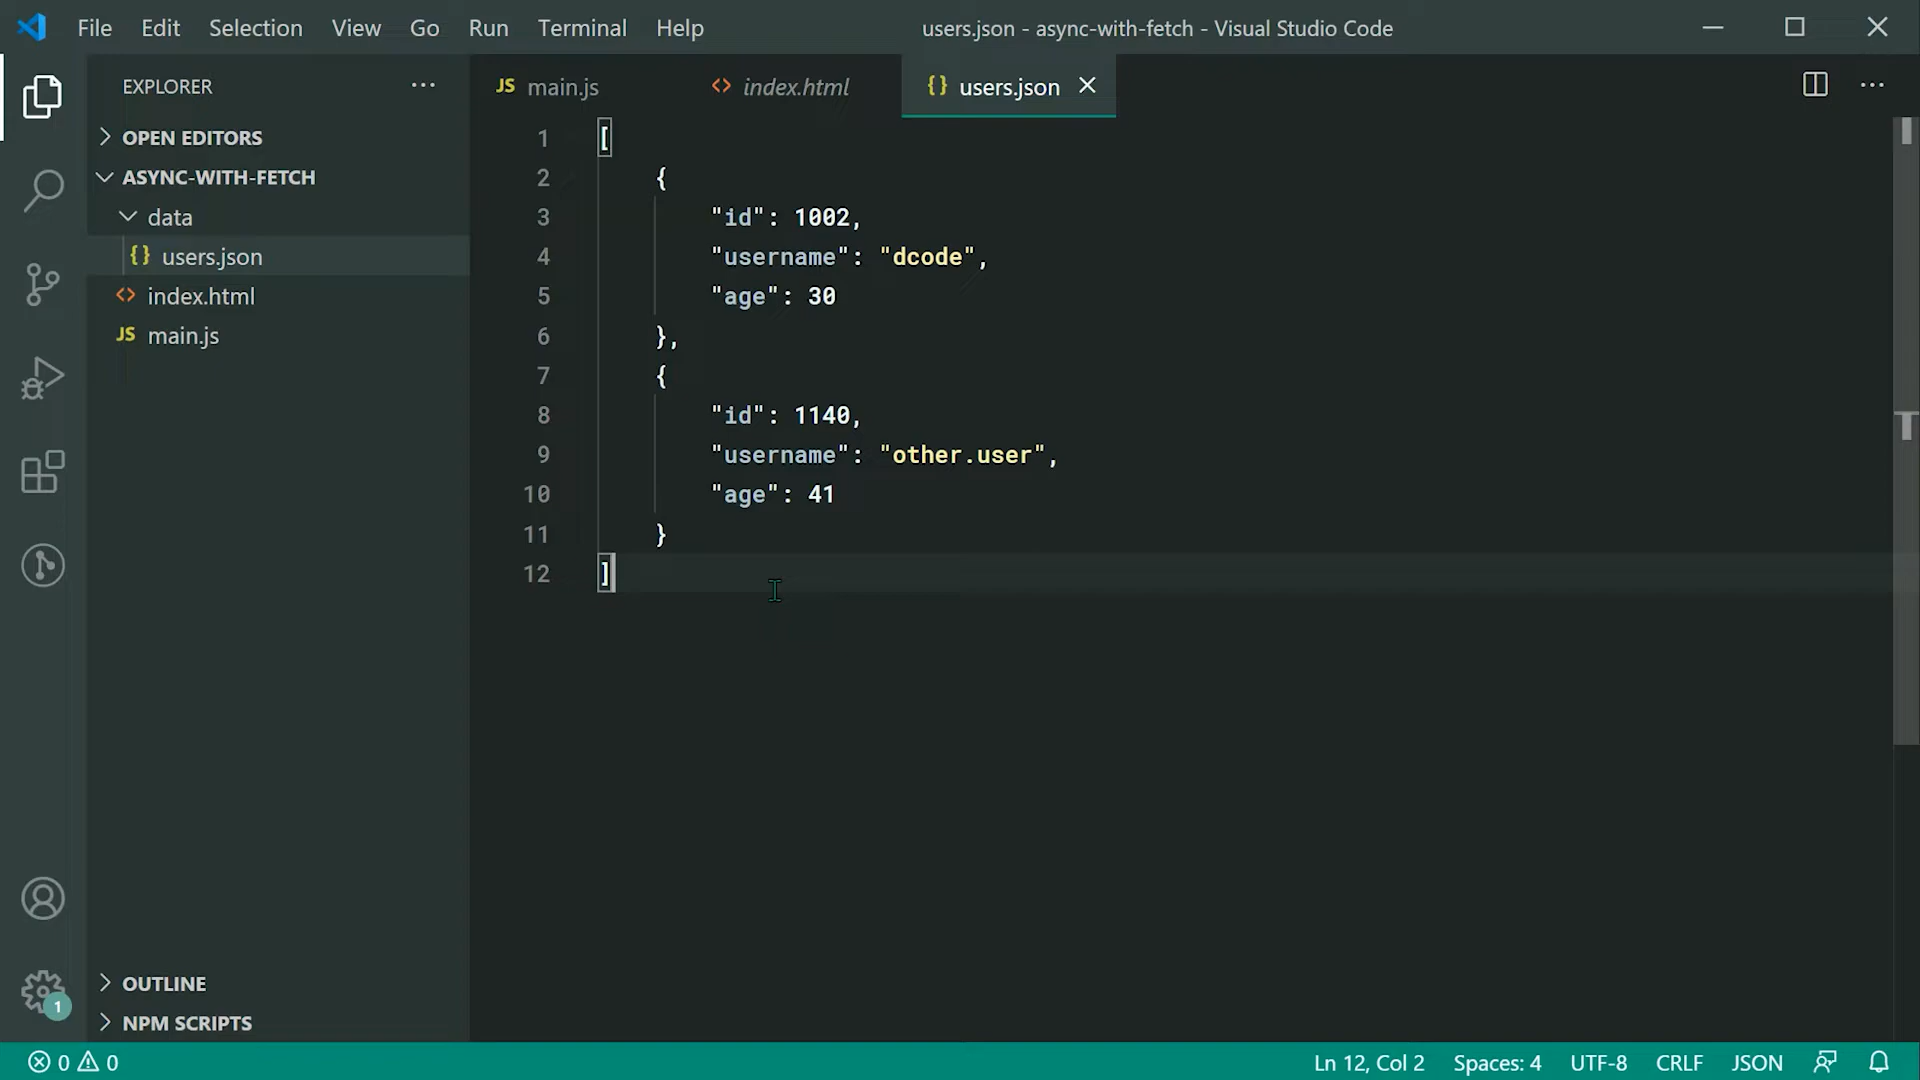 File Edit Selection View Go Run Terminal Help users.json - async-with-fetch - Visual Studio Code
EXPLORER
OPEN EDITORS
ASYNC-WITH-FETCH
data
users.json
index.html
JS main.js
OUTLINE
NPM SCRIPTS
JS main.js index.html {} users.json
1 [
2 {
3 "id": 1002,
4 "username": "dcode",
5 "age": 30
6 },
7 {
8 "id": 1140,
9 "username": "other.user",
10 "age": 41
11 }
12 ]
1
0 0 Ln 12, Col 2 Spaces: 4 UTF-8 CRLF JSON